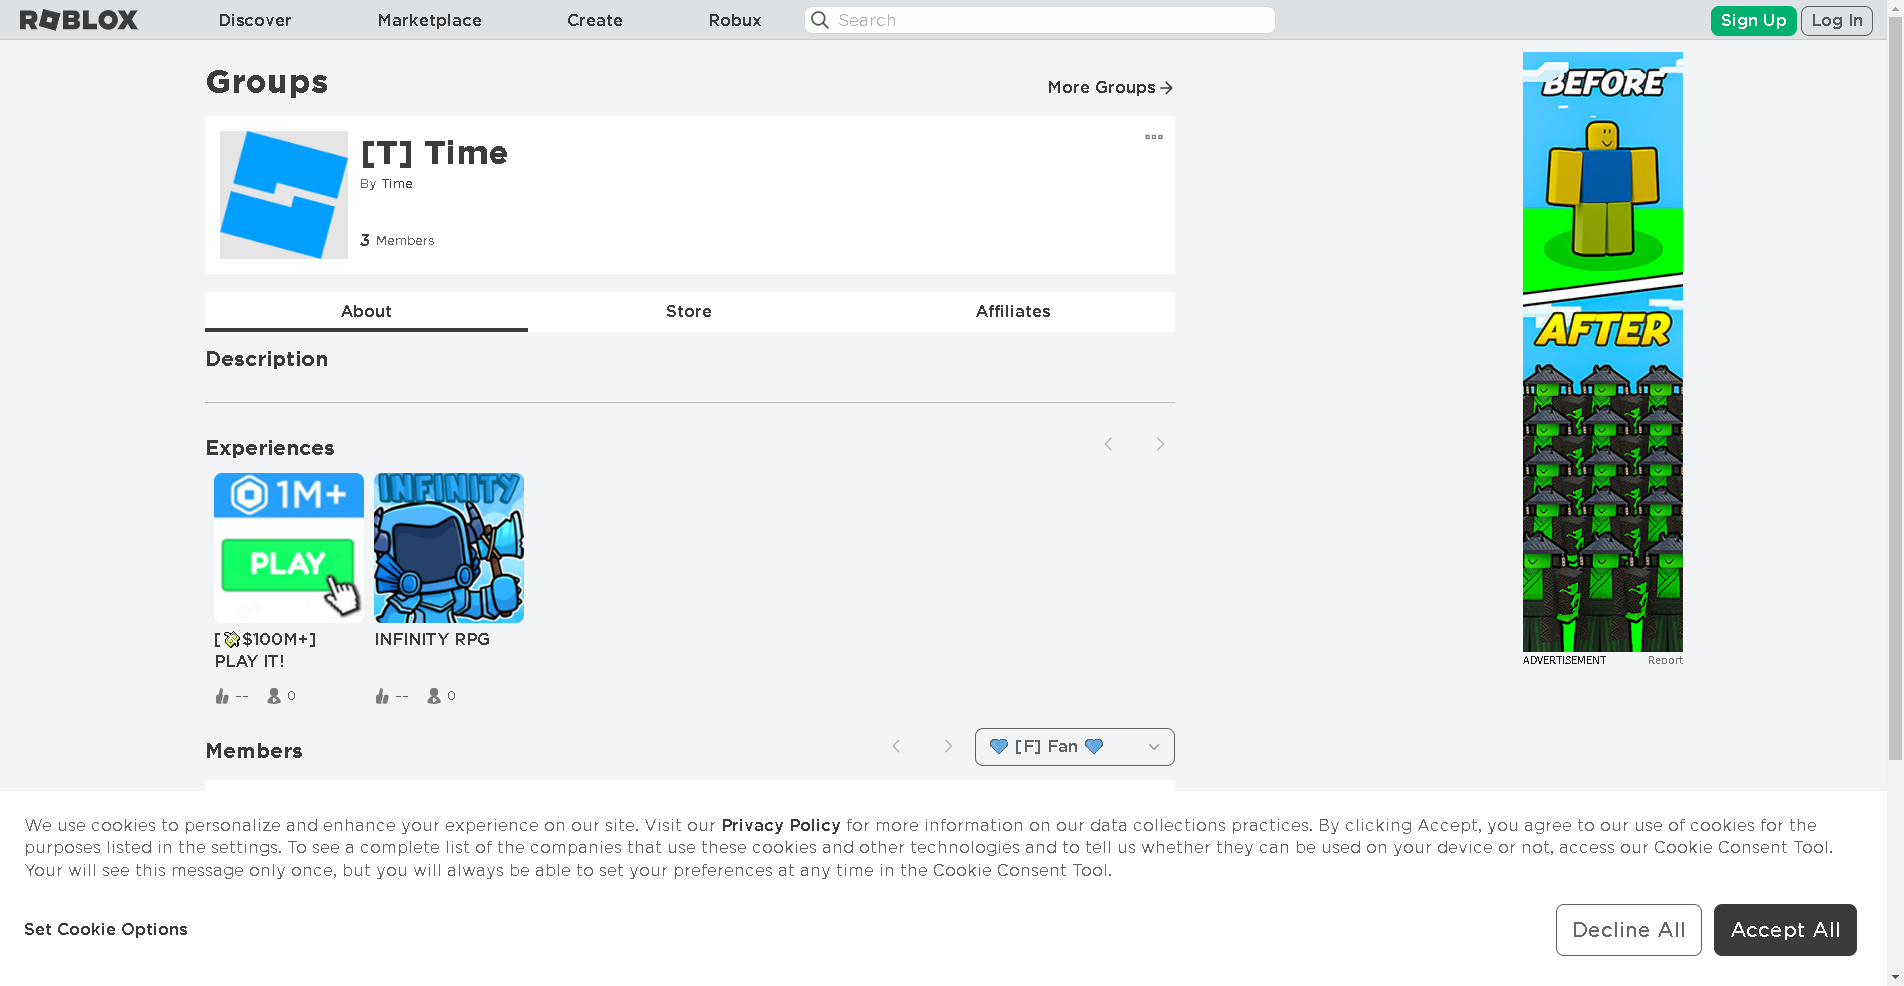 ROBLOX
Discover
Marketplace
Create
Robux
Search
Sign Up
Log In
Groups
More Groups
[T] Time
By Time
3 Members
About
Store
Affiliates
Description
Experiences
1M+
PLAY
INFINITY
[💸$100M+]
PLAY IT!
INFINITY RPG
-- 0
-- 0
Members
💙 [F] Fan 💙
BEFORE
AFTER
ADVERTISEMENT
Report
We use cookies to personalize and enhance your experience on our site. Visit our Privacy Policy for more information on our data collections practices. By clicking Accept, you agree to our use of cookies for the
purposes listed in the settings. To see a complete list of the companies that use these cookies and other technologies and to tell us whether they can be used on your device or not, access our Cookie Consent Tool.
Your will see this message only once, but you will always be able to set your preferences at any time in the Cookie Consent Tool.
Set Cookie Options
Decline All
Accept All